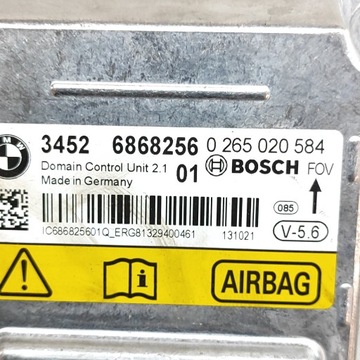 BMW
3452 6868256 0 265 020 584
Domain Control Unit 2.1 01 BOSCH FOV
Made in Germany
085
IC686825601Q_ERG81329400461 131021
V-5.6
AIRBAG